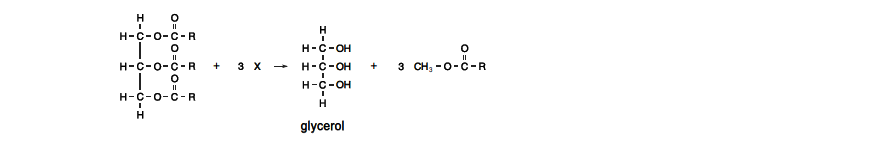 H O
H-C-O-C-R
O H
H-C-O-C-R + 3 X → H-C-OH
H-C-OH + 3 CH₃-O-C-R
O H-C-OH O
H-C-O-C-R H
H
glycerol